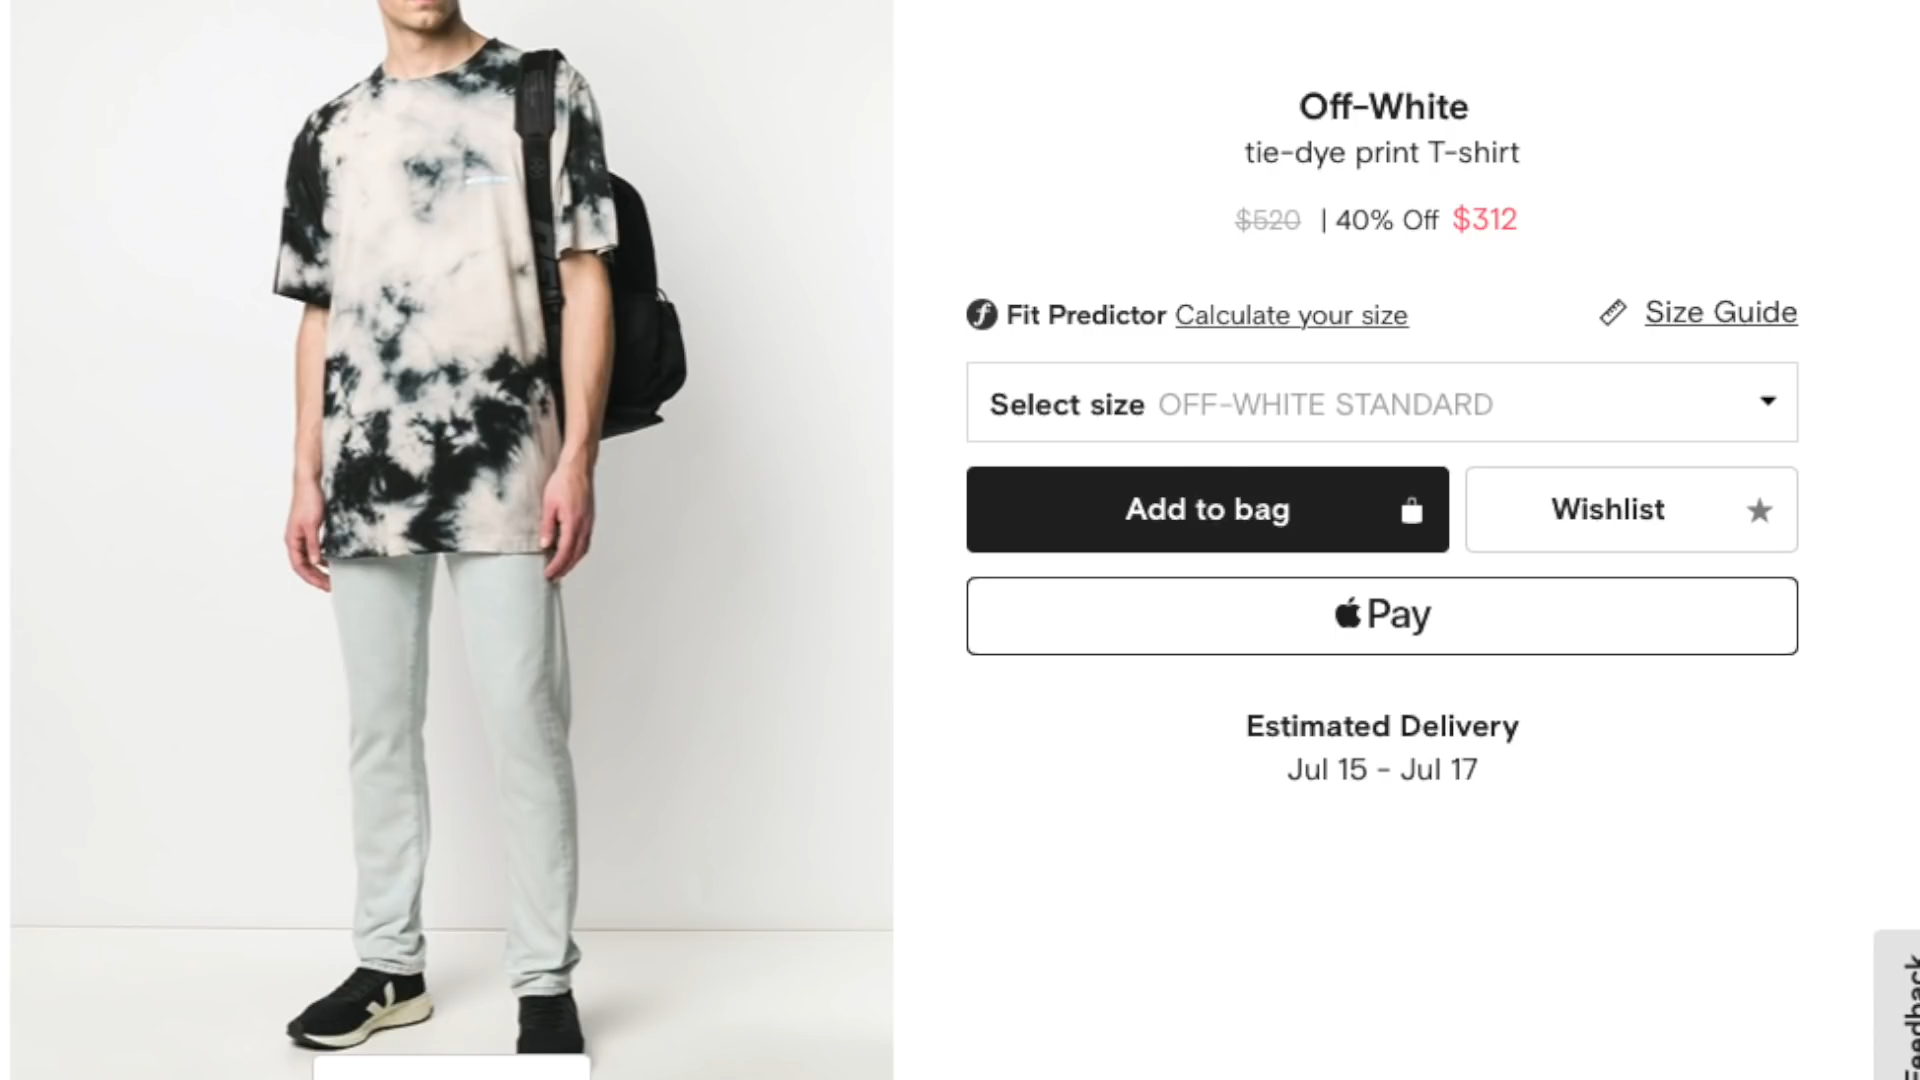 Off-White
tie-dye print T-shirt
$520 | 40% Off $312
Fit Predictor Calculate your size
Size Guide
Select size OFF-WHITE STANDARD
Add to bag
Wishlist
Pay
Estimated Delivery
Jul 15 - Jul 17
Feedback